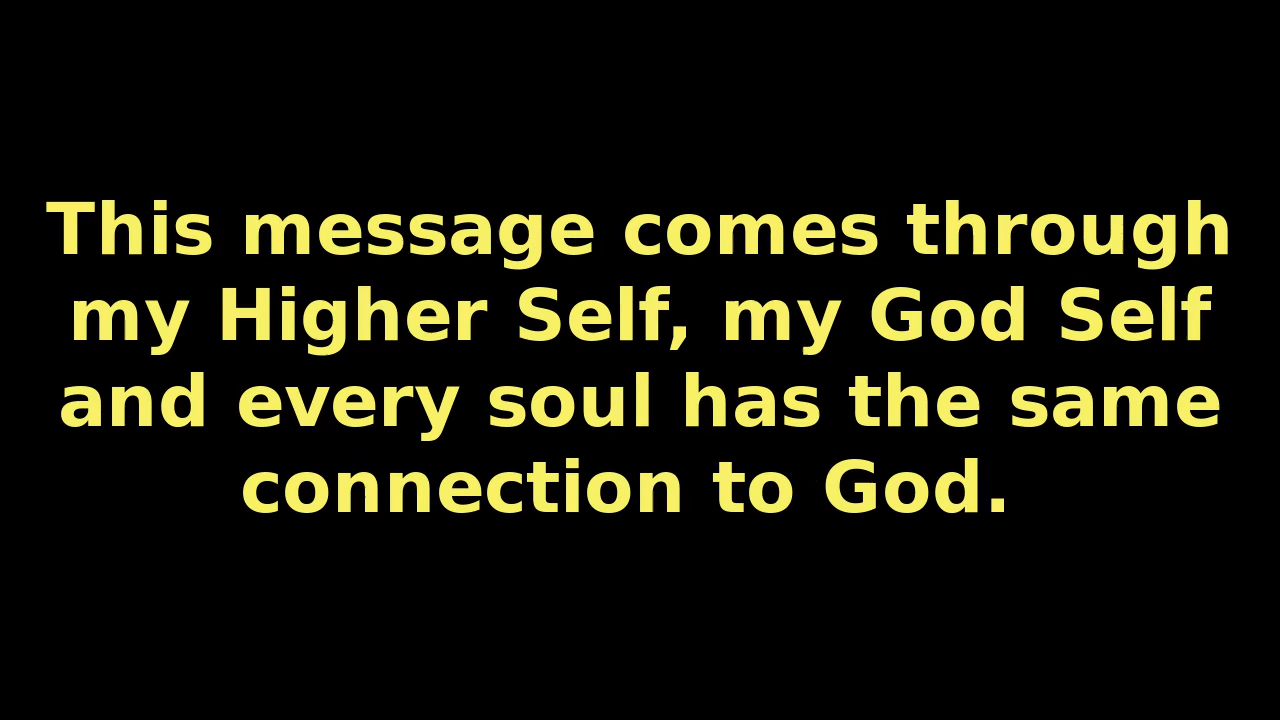 This message comes through
my Higher Self, my God Self
and every soul has the same
connection to God.